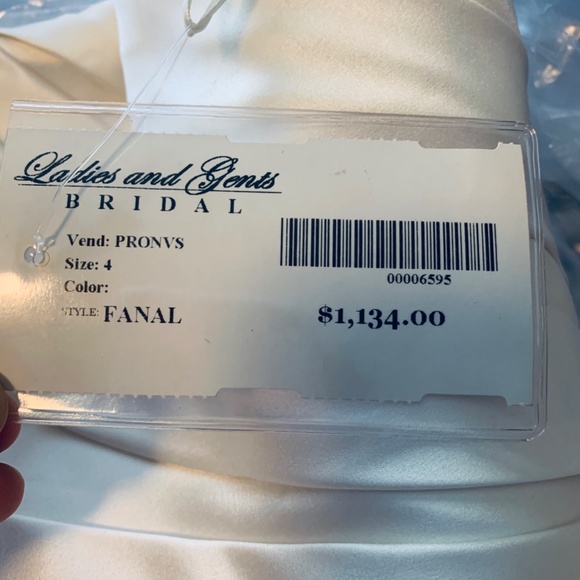 Ladies and Gents
BRIDAL
Vend: PRONVS
Size: 4
Color:
STYLE: FANAL
00006595
$1,134.00